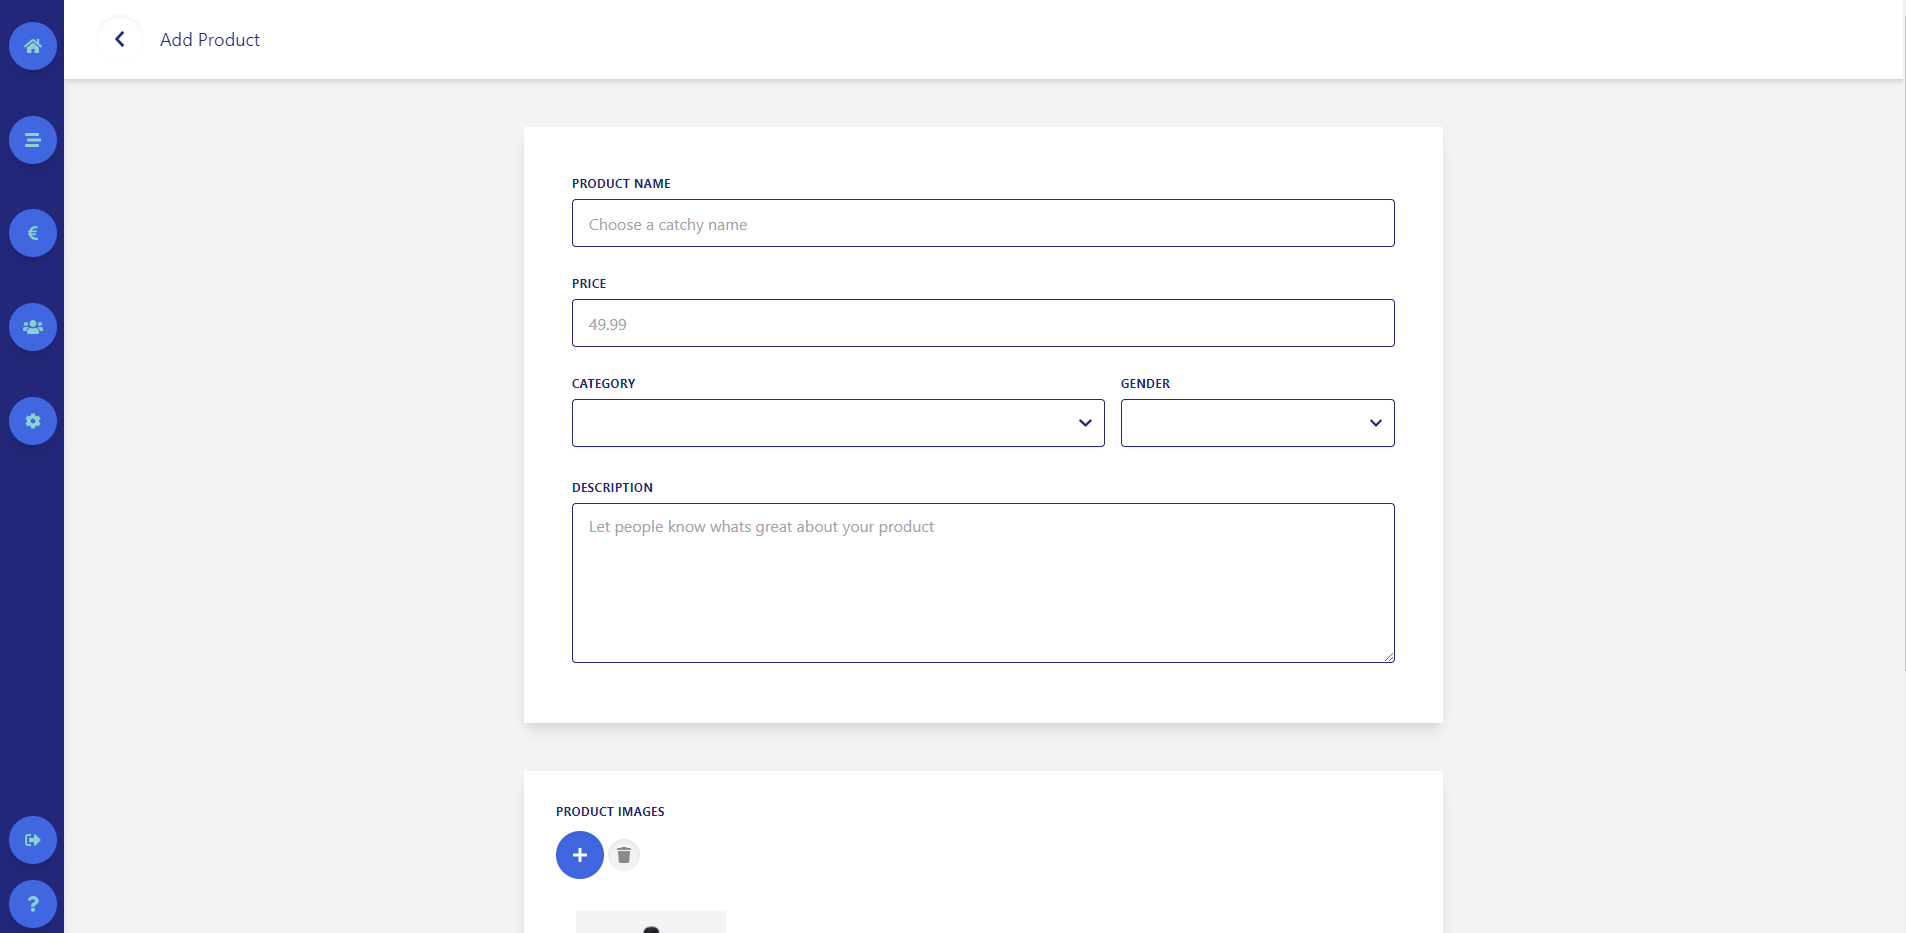 Add Product
PRODUCT NAME
Choose a catchy name
PRICE
49.99
CATEGORY
GENDER
DESCRIPTION
Let people know whats great about your product
PRODUCT IMAGES